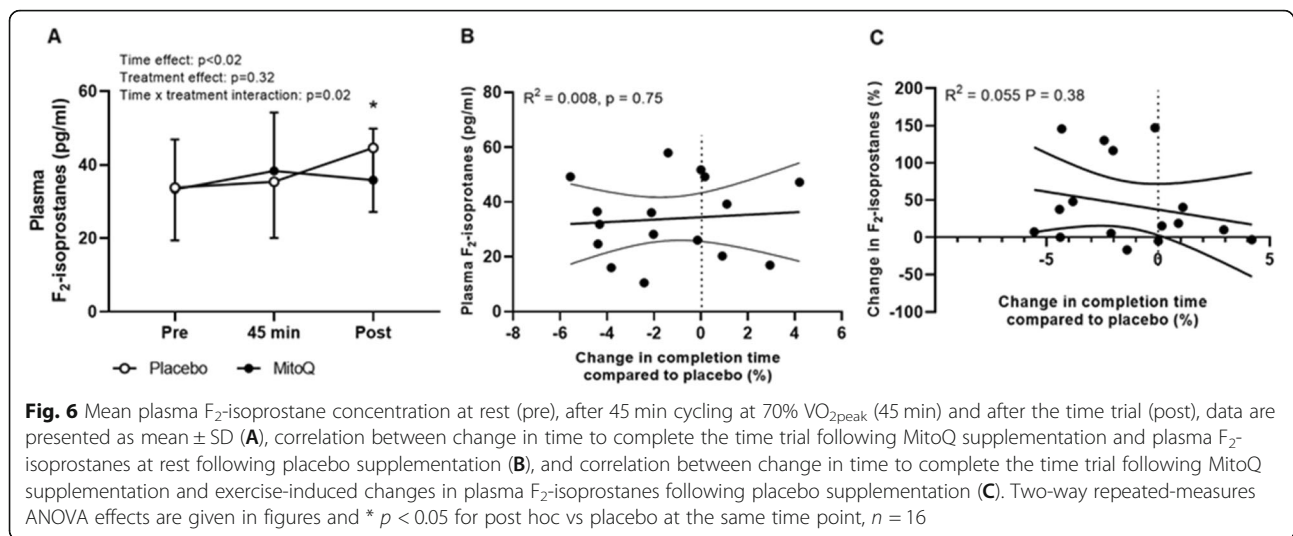 A
Time effect: p<0.02
Treatment effect: p=0.32
Time x treatment interaction: p=0.02
*
60
40
20
0
Plasma
F₂-isoprostanes (pg/ml)
Pre 45 min Post
Placebo MitoQ
B
R² = 0.008, p = 0.75
80
60
40
20
0
Plasma F₂-isoprotanes (pg/ml)
-8 -6 -4 -2 0 2 4 6
Change in completion time
compared to placebo (%)
C
R² = 0.055 P = 0.38
200
150
100
50
0
-50
-100
Change in F₂-isoprostanes (%)
-5 0 5
Change in completion time
compared to placebo (%)
Fig. 6 Mean plasma F₂-isoprostane concentration at rest (pre), after 45 min cycling at 70% VO₂peak (45 min) and after the time trial (post), data are
presented as mean ± SD (A), correlation between change in time to complete the time trial following MitoQ supplementation and plasma F₂-
isoprostanes at rest following placebo supplementation (B), and correlation between change in time to complete the time trial following MitoQ
supplementation and exercise-induced changes in plasma F₂-isoprostanes following placebo supplementation (C). Two-way repeated-measures
ANOVA effects are given in figures and * p < 0.05 for post hoc vs placebo at the same time point, n = 16